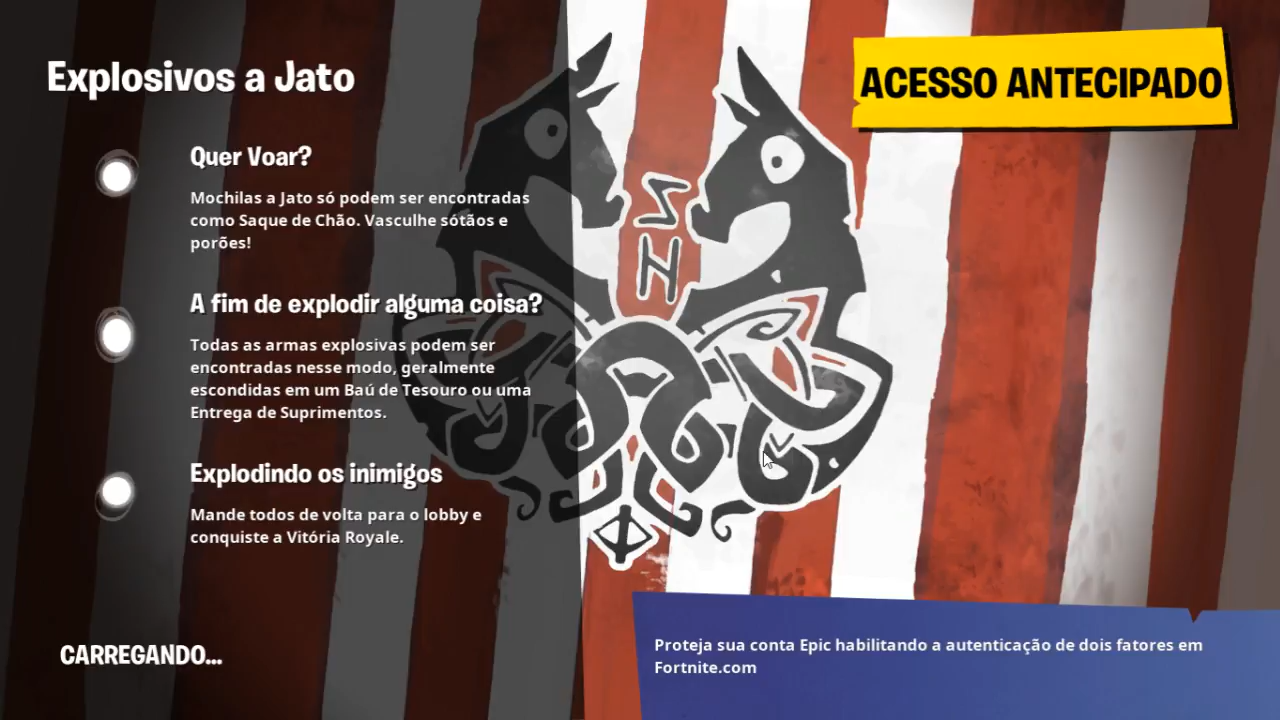 Explosivos a Jato
ACESSO ANTECIPADO
Quer Voar?
Mochilas a Jato só podem ser encontradas
como Saque de Chão. Vasculhe sótãos e
porões!
A fim de explodir alguma coisa?
Todas as armas explosivas podem ser
encontradas nesse modo, geralmente
escondidas em um Baú de Tesouro ou uma
Entrega de Suprimentos.
Explodindo os inimigos
Mande todos de volta para o lobby e
conquiste a Vitória Royale.
CARREGANDO...
Proteja sua conta Epic habilitando a autenticação de dois fatores em
Fortnite.com